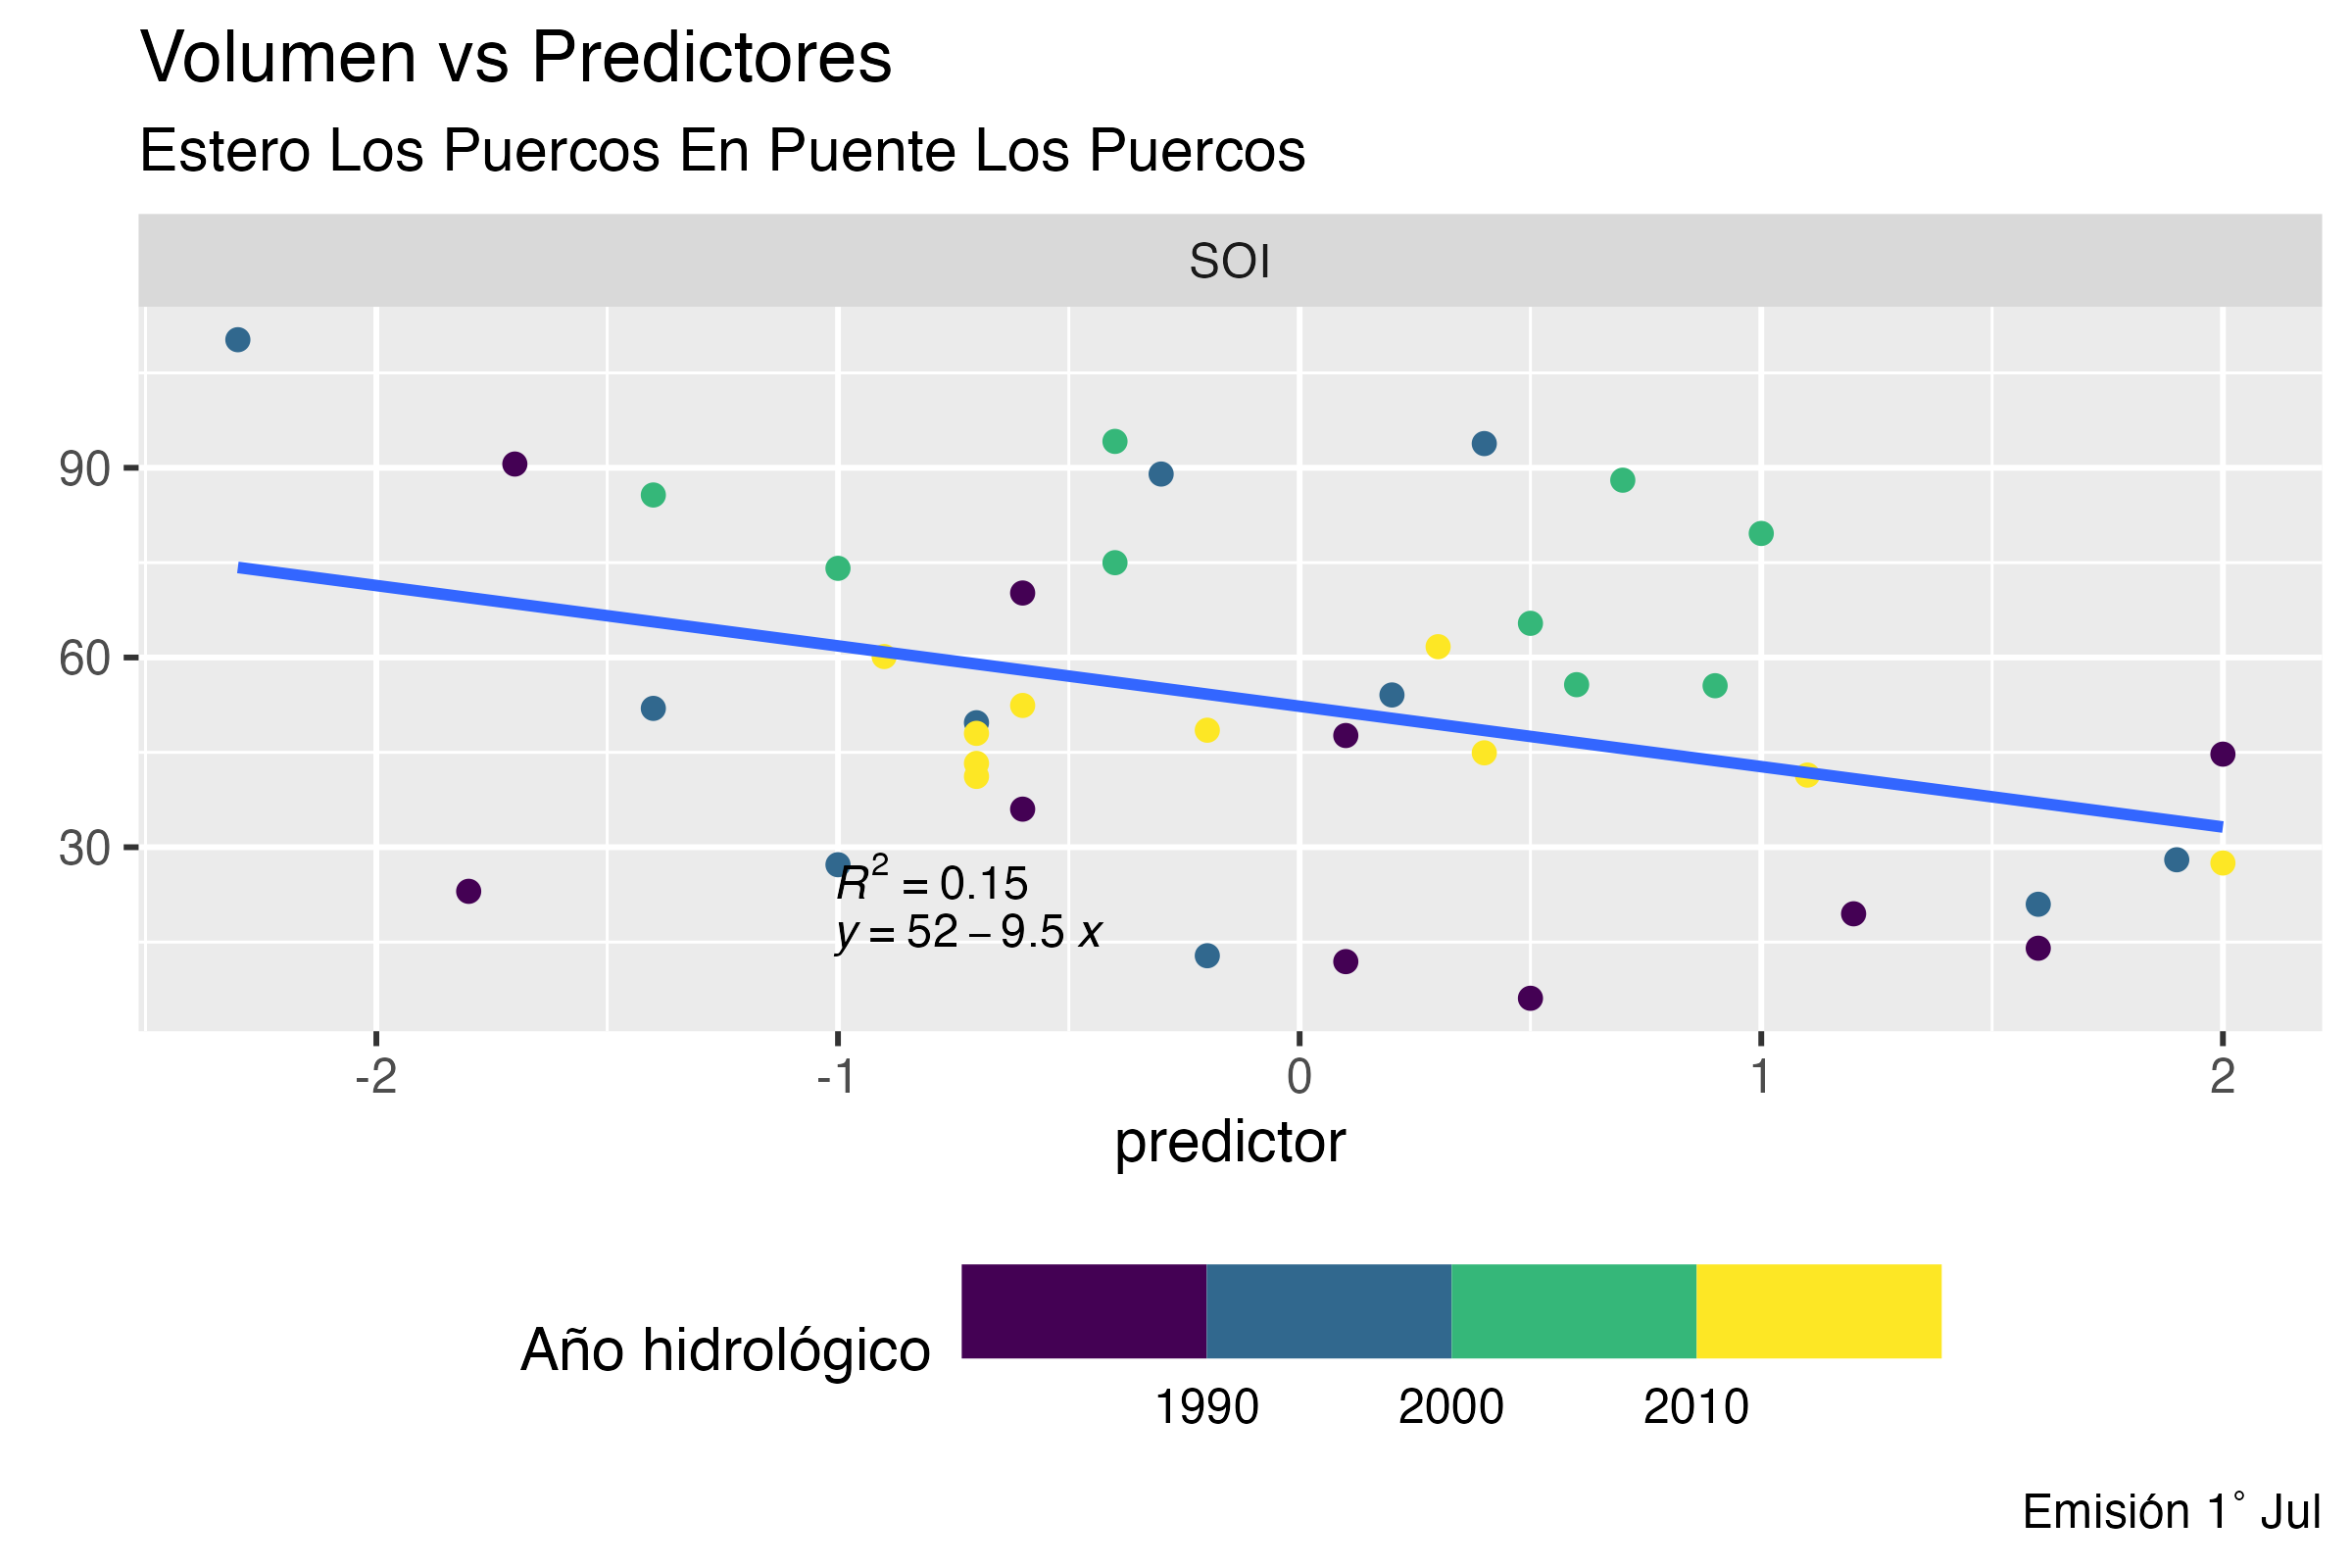 Volumen vs Predictores
Estero Los Puercos En Puente Los Puercos
SOI
90
60
30
R² = 0.15
y = 52 − 9.5 x
-2 -1 0 1 2
predictor
Año hidrológico
1990 2000 2010
Emisión 1° Jul